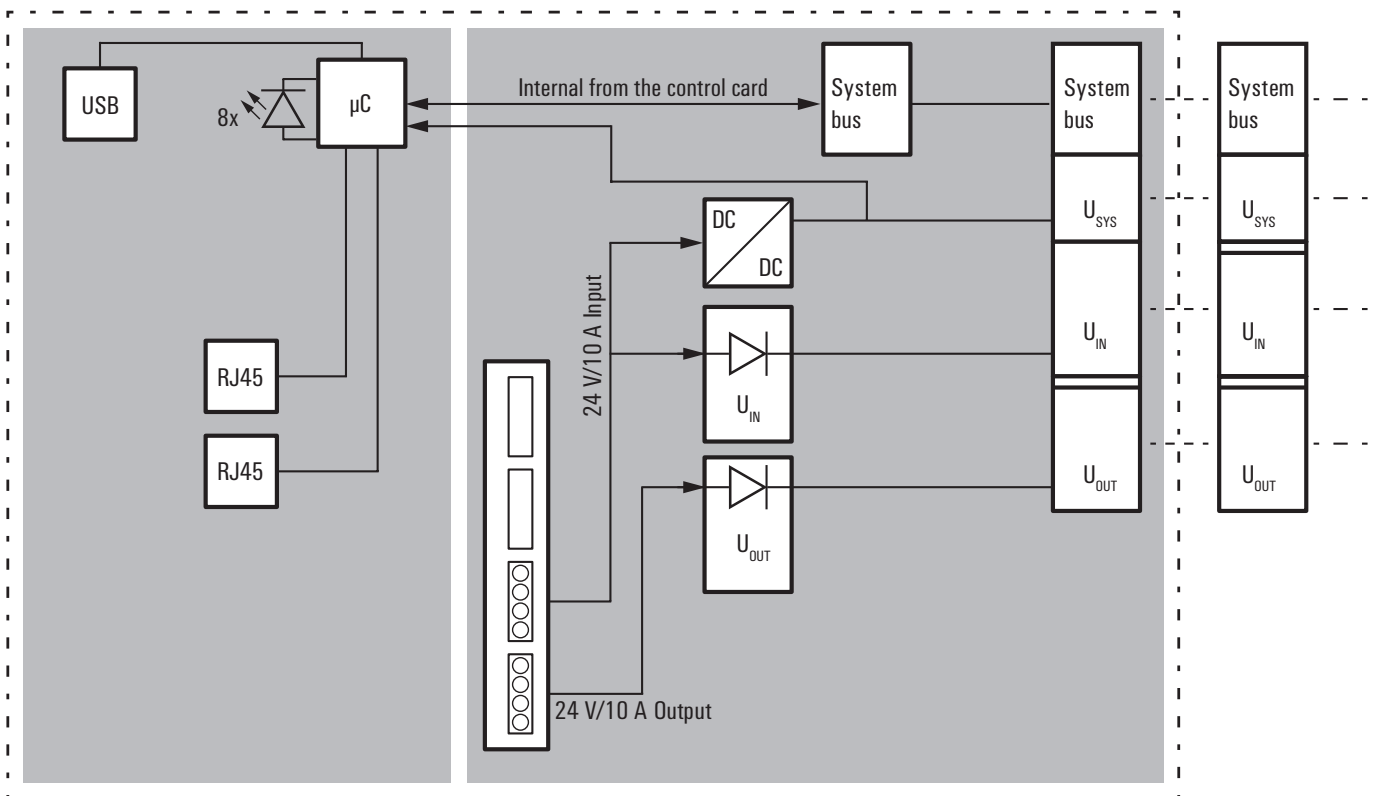 USB
8x
µC
Internal from the control card
System
bus
System
bus
System
bus
DC
DC
U_SYS
U_SYS
24 V/10 A Input
U_IN
U_IN
U_IN
RJ45
RJ45
U_OUT
U_OUT
U_OUT
24 V/10 A Output